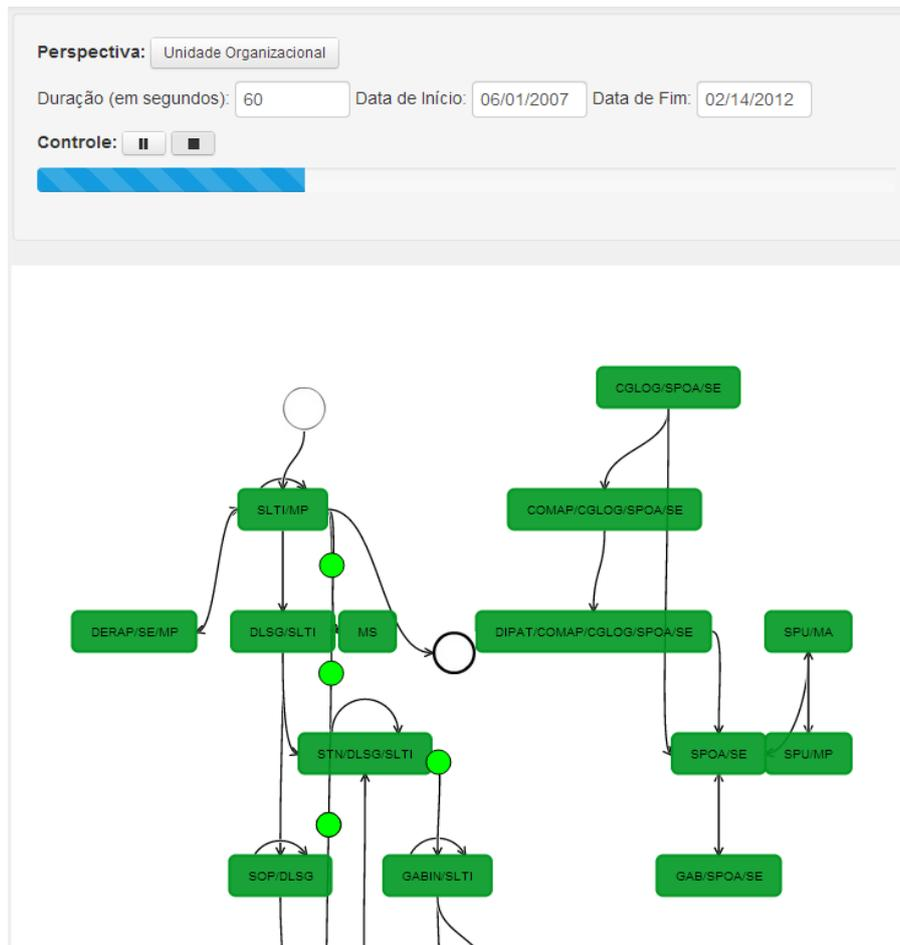 Perspectiva: Unidade Organizacional
Duração (em segundos): 60 Data de Início: 06/01/2007 Data de Fim: 02/14/2012
Controle:
CGLOG/SPOA/SE
SLTI/MP
COMAP/CGLOG/SPOA/SE
DERAP/SE/MP
DLSG/SLTI
MS
DIPAT/COMAP/CGLOG/SPOA/SE
SPU/MA
STN/DLSG/SLTI
SPOA/SE
SPU/MP
SOP/DLSG
GABIN/SLTI
GAB/SPOA/SE